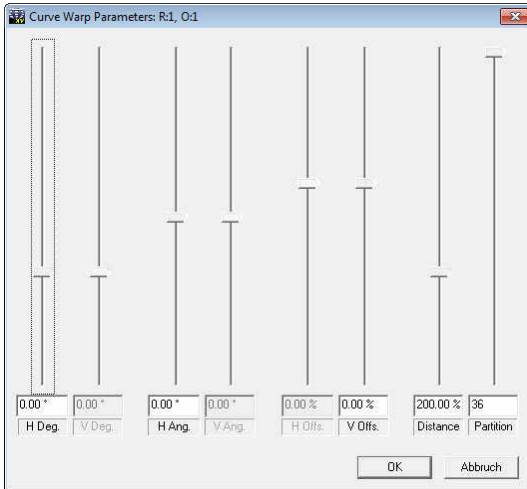 Curve Warp Parameters: R:1, O:1
0.00 ° 0.00 ° 0.00 ° 0.00 ° 0.00 % 0.00 % 200.00 % 36
H Deg. V Deg. H Ang. V Ang. H Offs. V Offs. Distance Partition
OK Abbruch